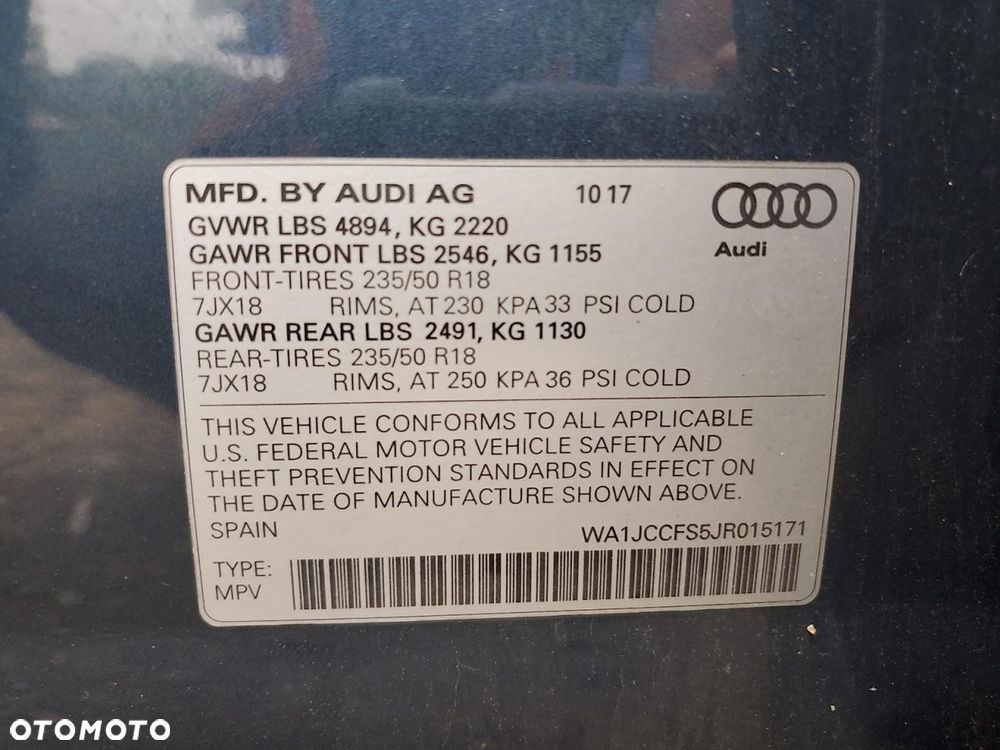 MFD. BY AUDI AG 10 17
GVWR LBS 4894, KG 2220
GAWR FRONT LBS 2546, KG 1155
Audi
FRONT-TIRES 235/50 R18
7JX18 RIMS, AT 230 KPA 33 PSI COLD
GAWR REAR LBS 2491, KG 1130
REAR-TIRES 235/50 R18
7JX18 RIMS, AT 250 KPA 36 PSI COLD
THIS VEHICLE CONFORMS TO ALL APPLICABLE
U.S. FEDERAL MOTOR VEHICLE SAFETY AND
THEFT PREVENTION STANDARDS IN EFFECT ON
THE DATE OF MANUFACTURE SHOWN ABOVE.
SPAIN WA1JCCFS5JR015171
TYPE:
MPV
OTOMOTO